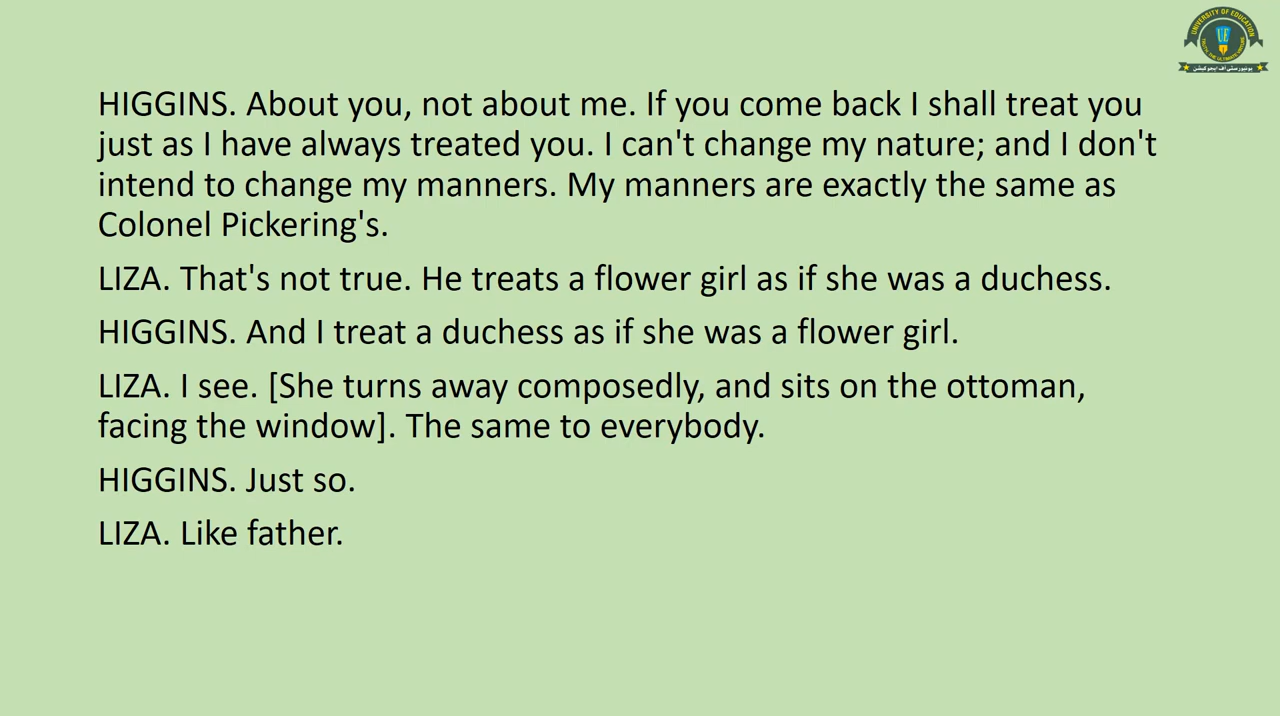 UNIVERSITY OF EDUCATION
UE
یونیورسٹی آف ایجوکیشن
HIGGINS. About you, not about me. If you come back I shall treat you
just as I have always treated you. I can't change my nature; and I don't
intend to change my manners. My manners are exactly the same as
Colonel Pickering's.
LIZA. That's not true. He treats a flower girl as if she was a duchess.
HIGGINS. And I treat a duchess as if she was a flower girl.
LIZA. I see. [She turns away composedly, and sits on the ottoman,
facing the window]. The same to everybody.
HIGGINS. Just so.
LIZA. Like father.